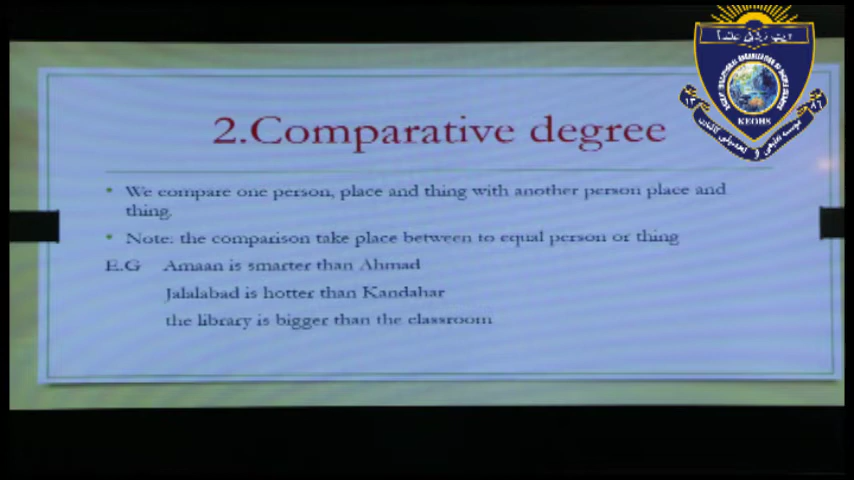 2.Comparative degree
• We compare one person, place and thing with another person place and
thing.
• Note: the comparison take place between to equal person or thing
E.G Amaan is smarter than Ahmad
Jalalabad is hotter than Kandahar
the library is bigger than the classroom
KEOHS